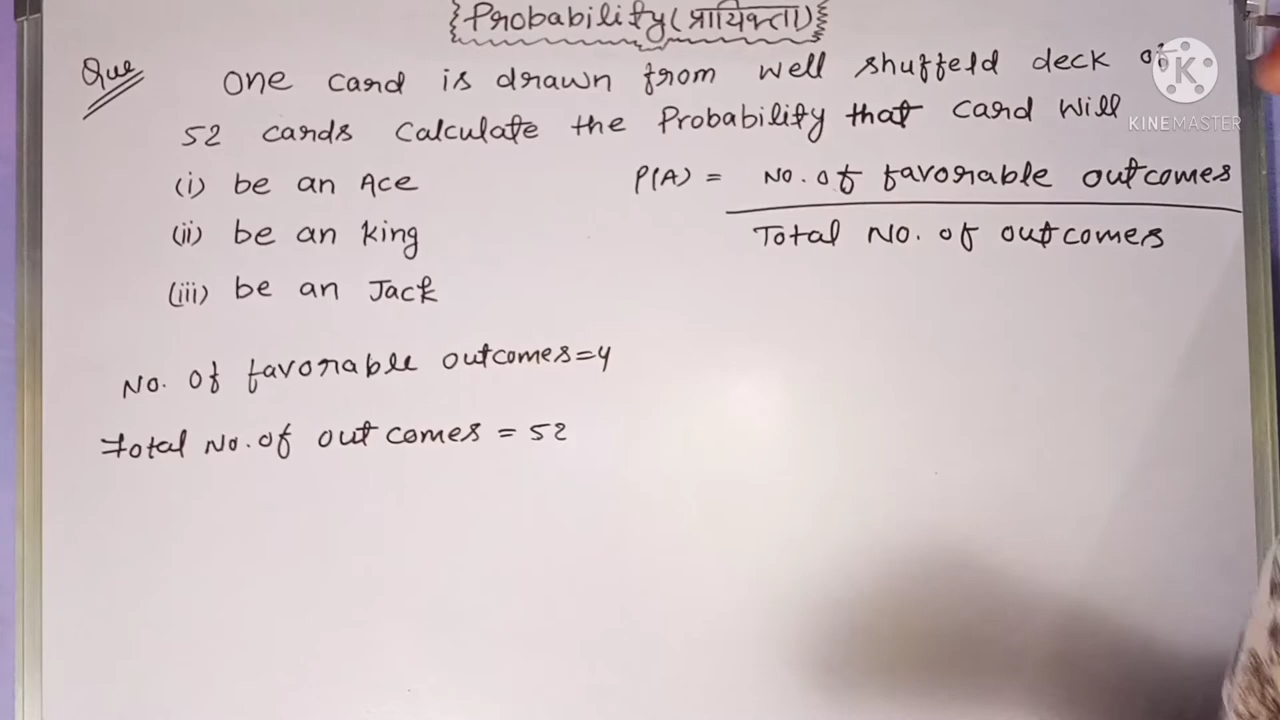 Probability (प्रायिकता)
Que One card is drawn from well shuffeld deck of
52 cards Calculate the Probability that card will
(i) be an Ace
(ii) be an king
(iii) be an Jack
P(A) = No. of favorable outcomes
Total No. of outcomes
No. of favorable outcomes=4
Total No. of outcomes = 52
K
KINEMASTER